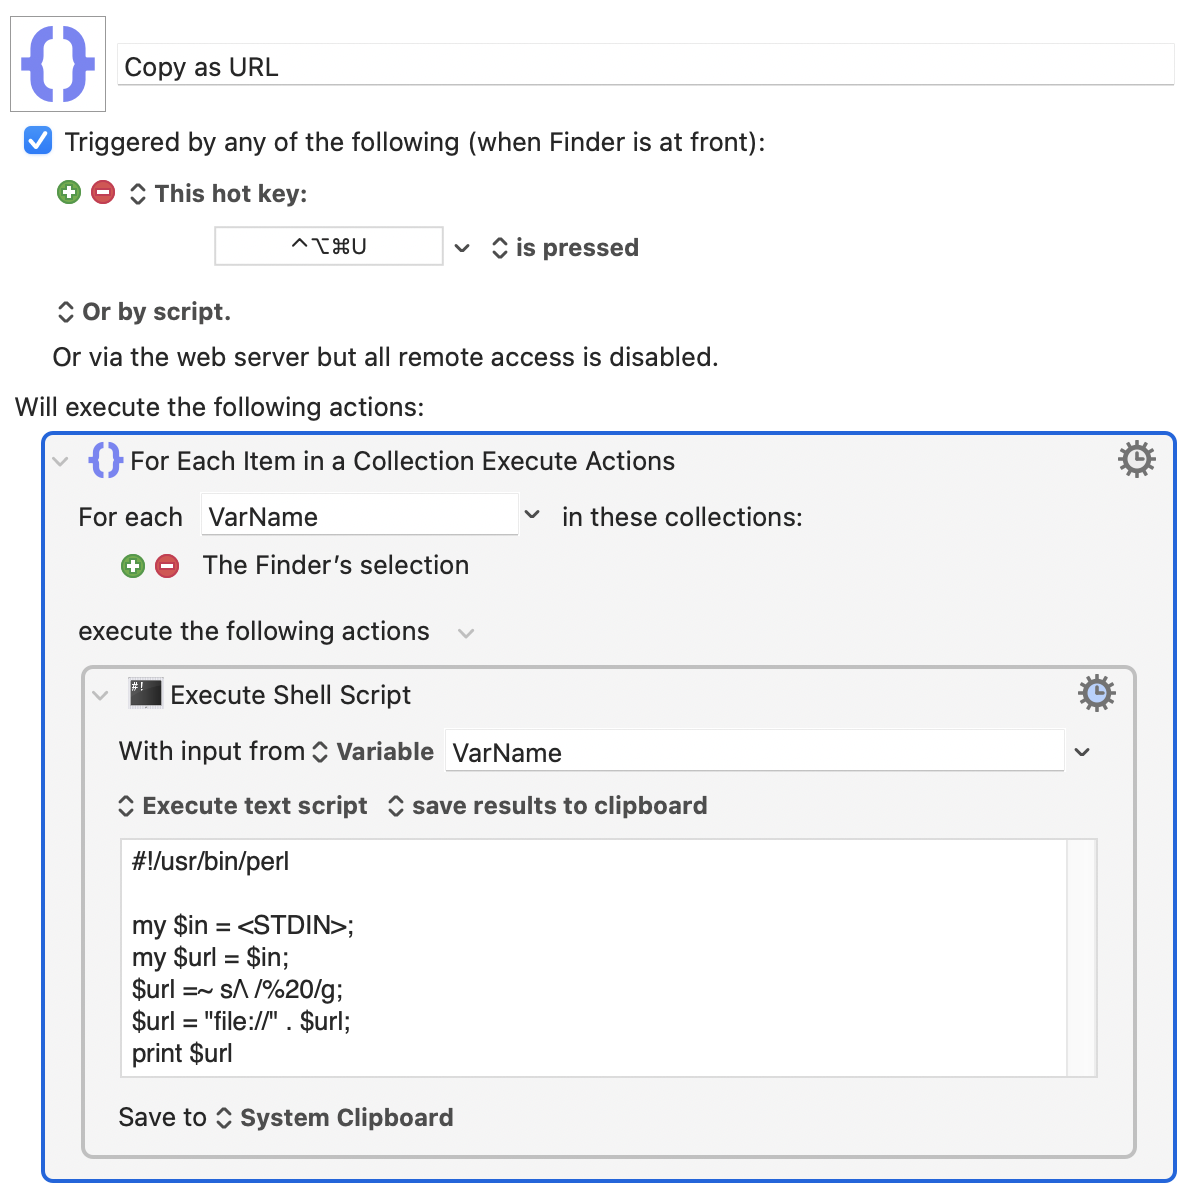 Copy as URL
Triggered by any of the following (when Finder is at front):
This hot key:
^⌥⌘U
is pressed
Or by script.
Or via the web server but all remote access is disabled.
Will execute the following actions:
For Each Item in a Collection Execute Actions
For each VarName in these collections:
The Finder’s selection
execute the following actions
#! Execute Shell Script
With input from Variable VarName
Execute text script save results to clipboard
#!/usr/bin/perl
my $in = <STDIN>;
my $url = $in;
$url =~ s/\ /%20/g;
$url = "file://" . $url;
print $url
Save to System Clipboard